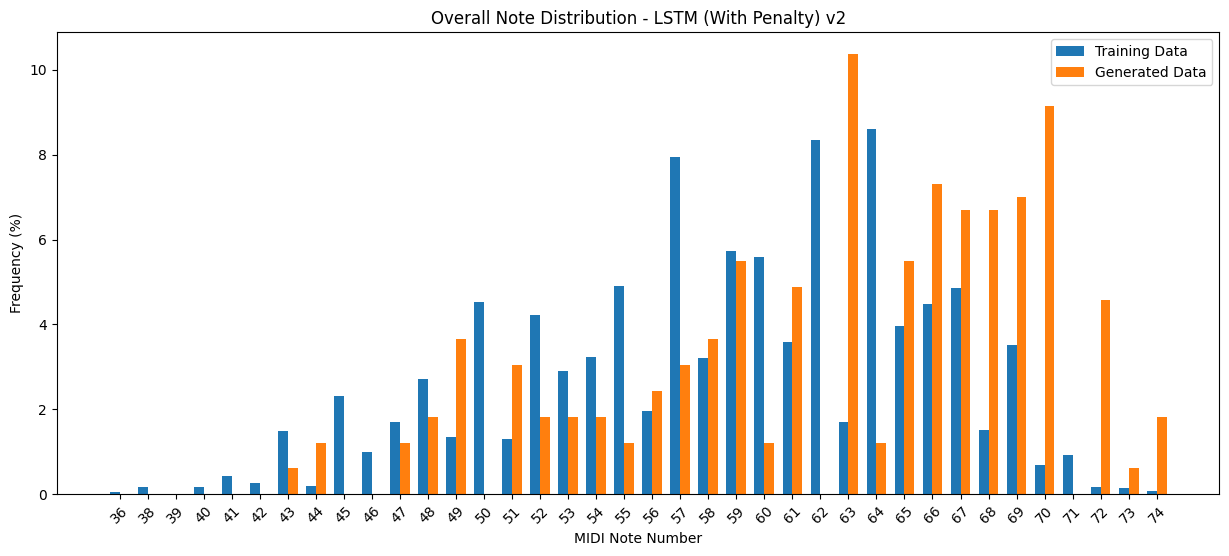 Overall Note Distribution - LSTM (With Penalty) v2
Training Data
Generated Data
10
8
6
4
2
0
Frequency (%)
36 38 39 40 41 42 43 44 45 46 47 48 49 50 51 52 53 54 55 56 57 58 59 60 61 62 63 64 65 66 67 68 69 70 71 72 73 74
MIDI Note Number